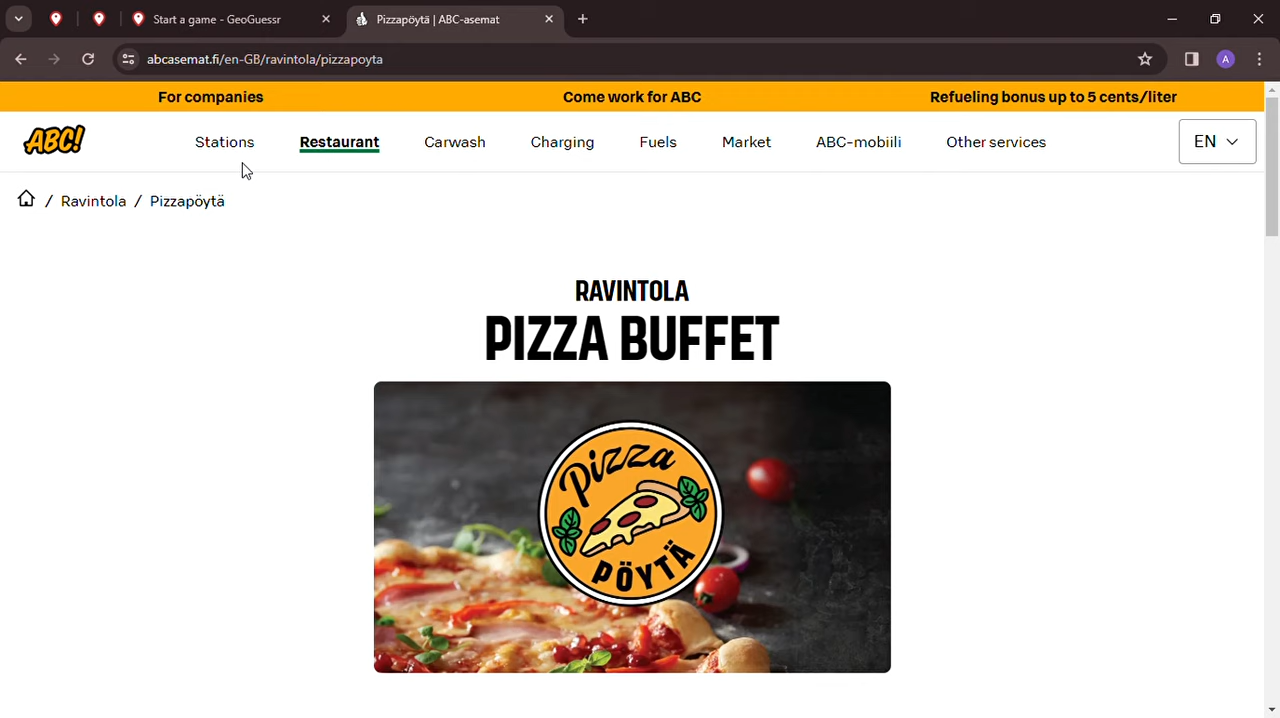 Start a game - GeoGuessr
Pizzapöytä | ABC-asemat
abcasemat.fi/en-GB/ravintola/pizzapoyta
A
For companies
Come work for ABC
Refueling bonus up to 5 cents/liter
ABC!
Stations
Restaurant
Carwash
Charging
Fuels
Market
ABC-mobiili
Other services
EN
/ Ravintola / Pizzapöytä
RAVINTOLA
PIZZA BUFFET
Pizza
PÖYTÄ